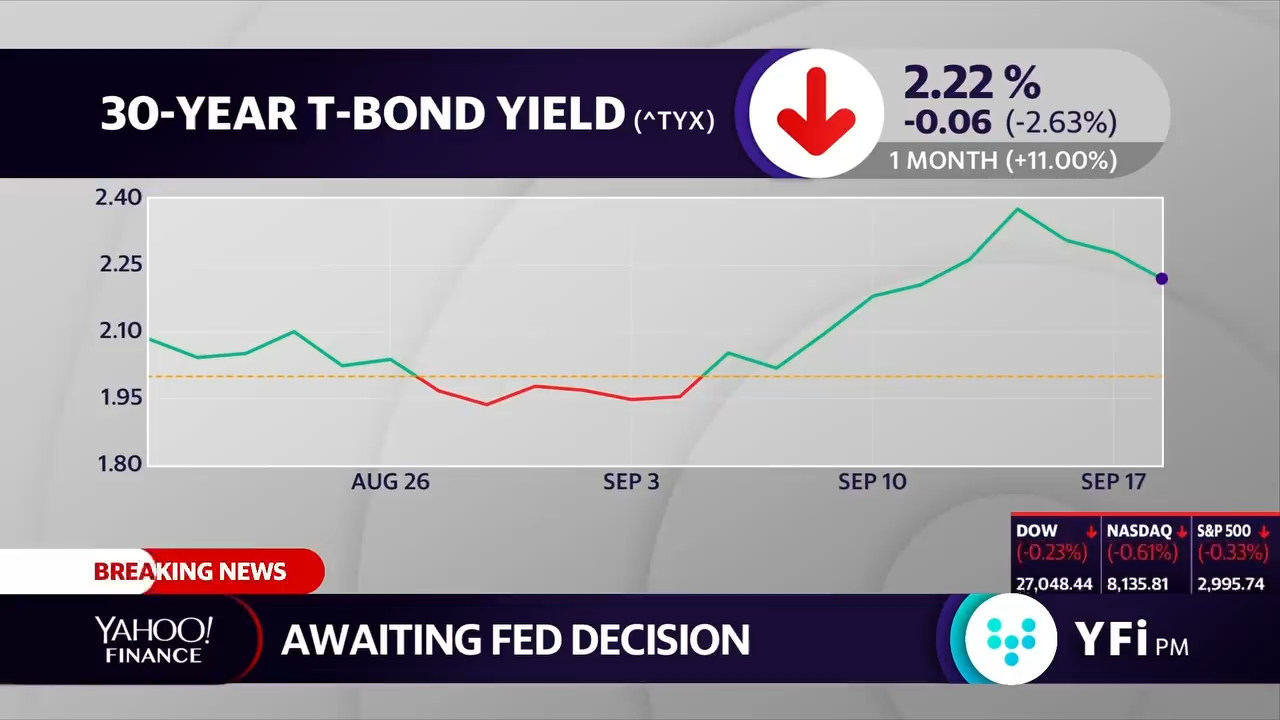 30-YEAR T-BOND YIELD (^TYX)
2.22 %
-0.06 (-2.63%)
1 MONTH (+11.00%)
2.40
2.25
2.10
1.95
1.80
AUG 26 SEP 3 SEP 10 SEP 17
DOW NASDAQ S&P 500
(-0.23%) (-0.61%) (-0.33%)
27,048.44 8,135.81 2,995.74
BREAKING NEWS
YAHOO!
FINANCE
AWAITING FED DECISION
YFi PM